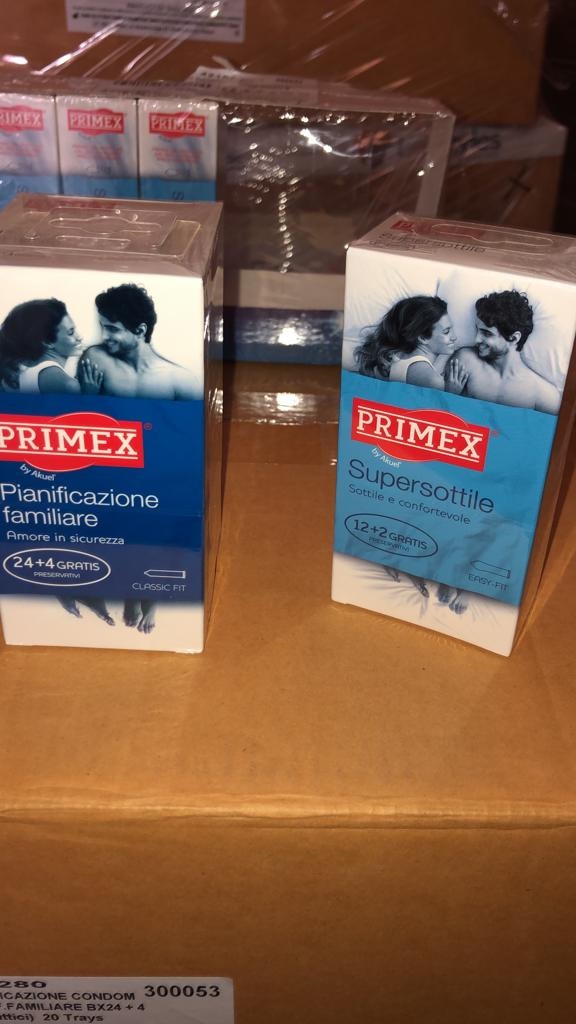 PRIMEX
PRIMEX
PRIMEX
PRIMEX®
by Akuel
Pianificazione
familiare
Amore in sicurezza
24+4 GRATIS
PRESERVATIVI
CLASSIC FIT
Supersottile
PRIMEX
by Akuel
Supersottile
Sottile e confortevole
12+2 GRATIS
PRESERVATIVI
EASY-FIT
280
ICAZIONE CONDOM 300053
F.FAMILIARE BX24 + 4
ttici) 20 Trays